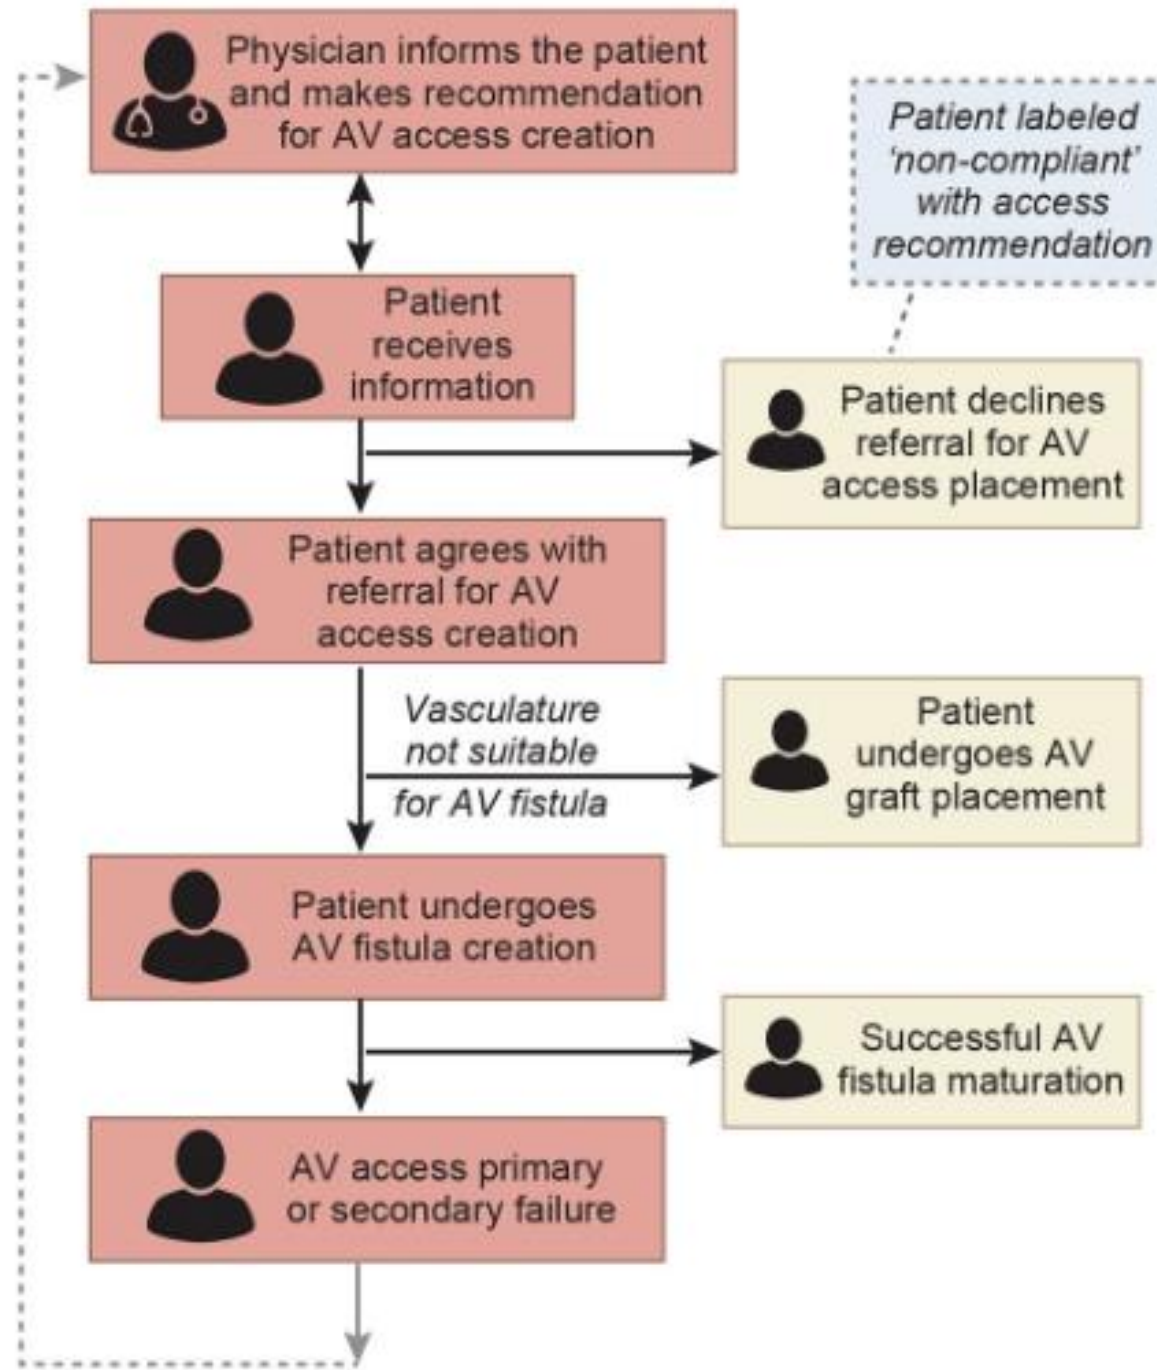 Physician informs the patient
and makes recommendation
for AV access creation
Patient labeled
‘non-compliant’
with access
recommendation
Patient
receives
information
Patient declines
referral for AV
access placement
Patient agrees with
referral for AV
access creation
Vasculature
not suitable
for AV fistula
Patient
undergoes AV
graft placement
Patient undergoes
AV fistula creation
Successful AV
fistula maturation
AV access primary
or secondary failure